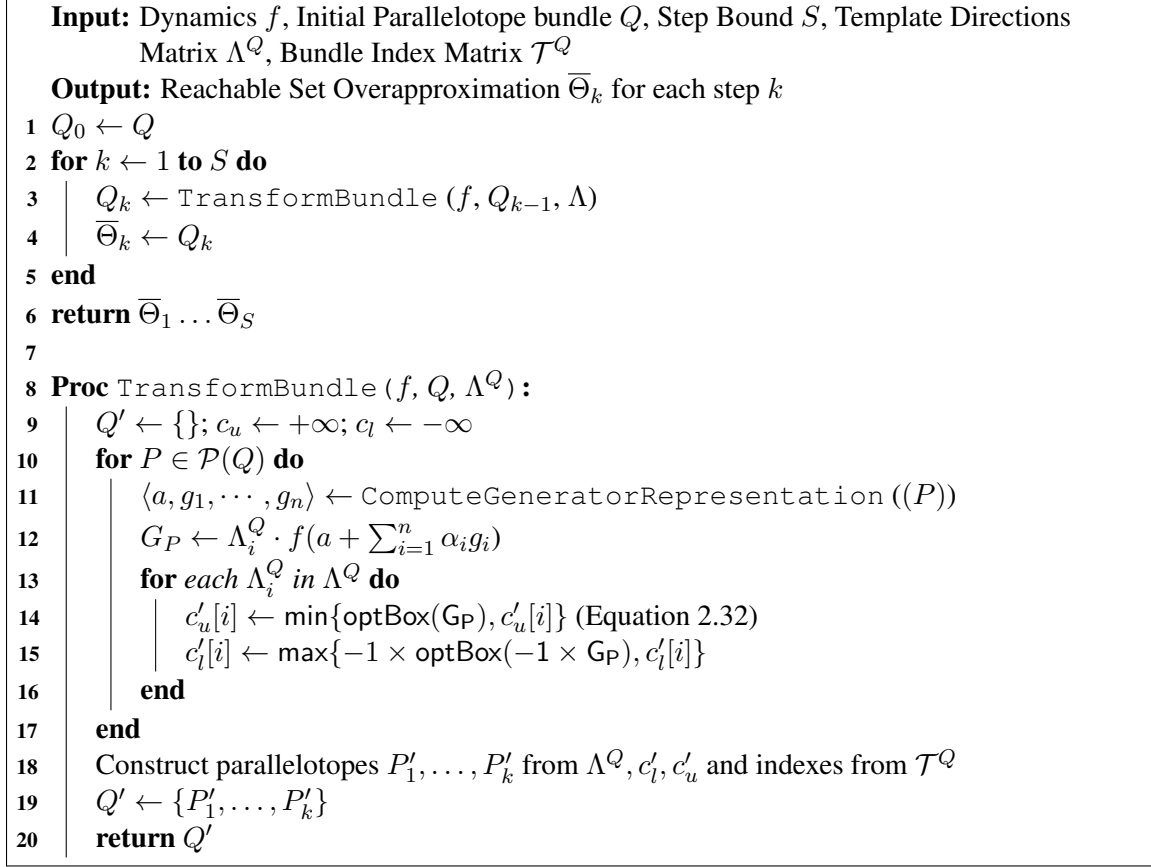 Input: Dynamics f, Initial Parallelotope bundle Q, Step Bound S, Template Directions
Matrix Λ^Q, Bundle Index Matrix 𝒯^Q
Output: Reachable Set Overapproximation Θ̅_k for each step k
1 Q_0 ← Q
2 for k ← 1 to S do
3 Q_k ← TransformBundle (f, Q_{k−1}, Λ)
4 Θ̅_k ← Q_k
5 end
6 return Θ̅_1 … Θ̅_S
7
8 Proc TransformBundle(f, Q, Λ^Q):
9 Q′ ← {}; c_u ← +∞; c_l ← −∞
10 for P ∈ 𝒫(Q) do
11 ⟨a, g_1, ⋯ , g_n⟩ ← ComputeGeneratorRepresentation ((P))
12 G_P ← Λ_i^Q · f(a + ∑_{i=1}^n α_i g_i)
13 for each Λ_i^Q in Λ^Q do
14 c′_u[i] ← min{optBox(G_P), c′_u[i]} (Equation 2.32)
15 c′_l[i] ← max{−1 × optBox(−1 × G_P), c′_l[i]}
16 end
17 end
18 Construct parallelotopes P′_1, … , P′_k from Λ^Q, c′_l, c′_u and indexes from 𝒯^Q
19 Q′ ← {P′_1, … , P′_k}
20 return Q′